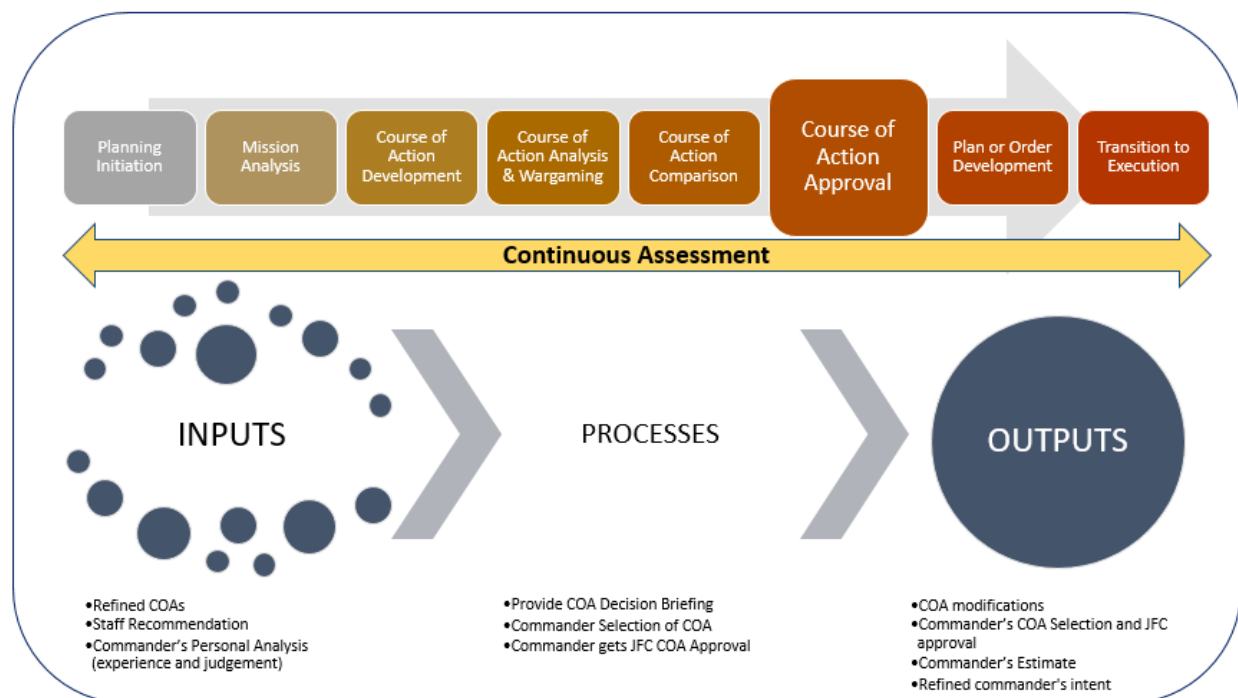 Planning
Initiation
Mission
Analysis
Course of
Action
Development
Course of
Action Analysis
& Wargaming
Course of
Action
Comparison
Course of
Action
Approval
Plan or Order
Development
Transition to
Execution
Continuous Assessment
INPUTS
PROCESSES
OUTPUTS
•Refined COAs
•Staff Recommendation
•Commander's Personal Analysis
(experience and judgement)
•Provide COA Decision Briefing
•Commander Selection of COA
•Commander gets JFC COA Approval
•COA modifications
•Commander's COA Selection and JFC
approval
•Commander's Estimate
•Refined commander's intent